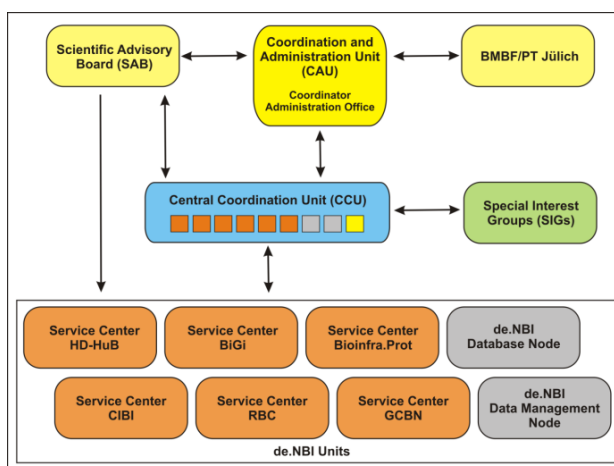 Scientific Advisory
Board (SAB)
Coordination and
Administration Unit
(CAU)
Coordinator
Administration Office
BMBF/PT Jülich
Central Coordination Unit (CCU)
Special Interest
Groups (SIGs)
Service Center
HD-HuB
Service Center
BiGi
Service Center
Bioinfra.Prot
de.NBI
Database Node
Service Center
CIBI
Service Center
RBC
Service Center
GCBN
de.NBI
Data Management
Node
de.NBI Units